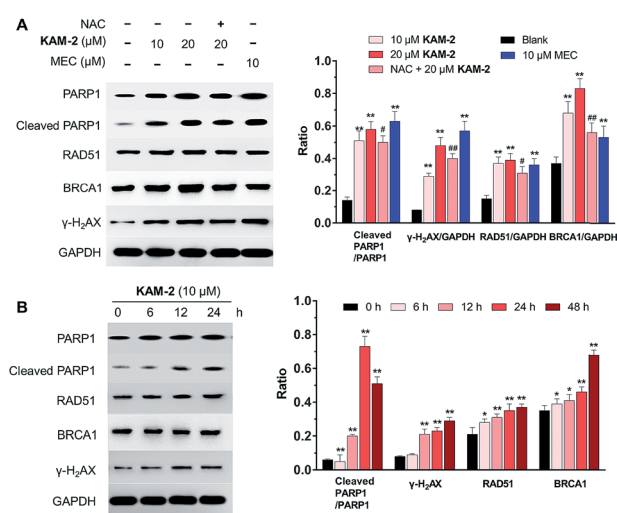 A
NAC – – – + –
KAM-2 (μM) – 10 20 20 –
MEC (μM) – – – – 10
PARP1
Cleaved PARP1
RAD51
BRCA1
γ-H₂AX
GAPDH
10 μM KAM-2
20 μM KAM-2
NAC + 20 μM KAM-2
Blank
10 μM MEC
Ratio
1.0
0.8
0.6
0.4
0.2
0.0
** ** # **
** ** ## **
** ** # **
** ** ## **
Cleaved PARP1 /PARP1
γ-H₂AX/GAPDH
RAD51/GAPDH
BRCA1/GAPDH
B
KAM-2 (10 μM)
0 6 12 24 h
PARP1
Cleaved PARP1
RAD51
BRCA1
γ-H₂AX
GAPDH
0 h 6 h 12 h 24 h 48 h
Ratio
1.0
0.8
0.6
0.4
0.2
0.0
** ** ** **
** ** **
* ** ** **
* * ** **
Cleaved PARP1 /PARP1
γ-H₂AX
RAD51
BRCA1